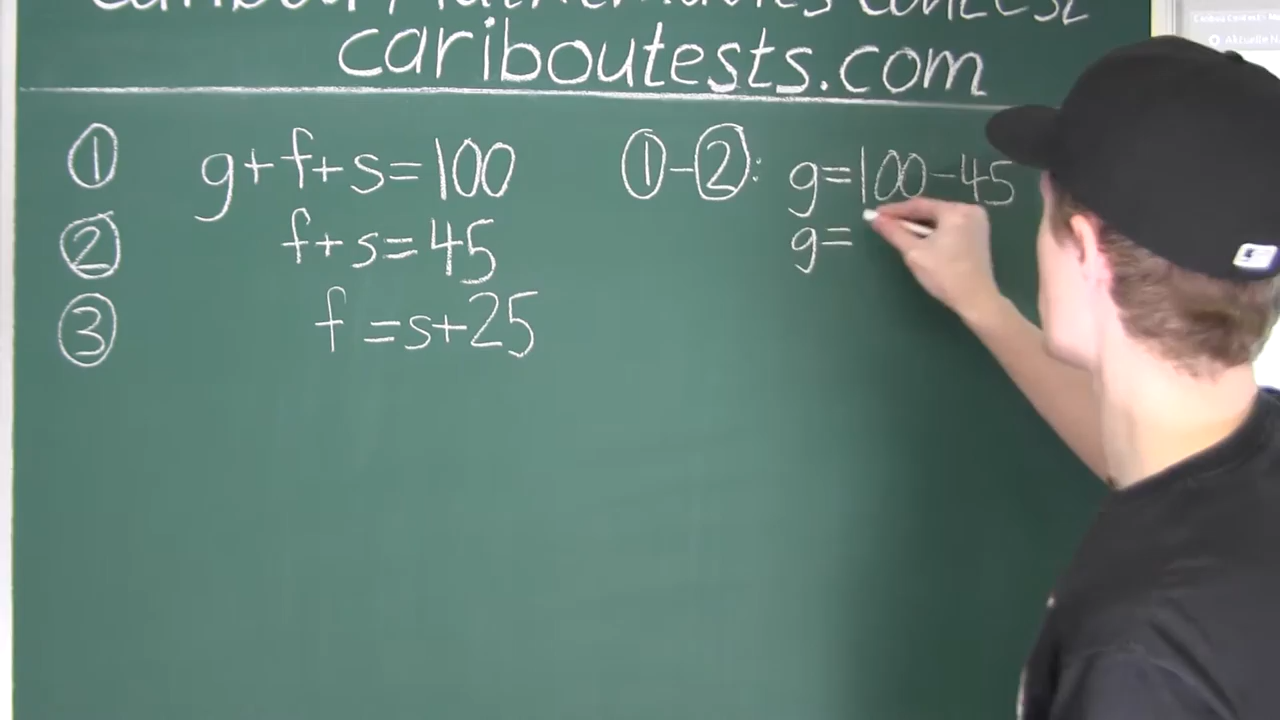 Caribou Mathematics Contest
cariboutests.com
① g+f+s=100
② f+s=45
③ f=s+25
①-②: g=100-45
g=